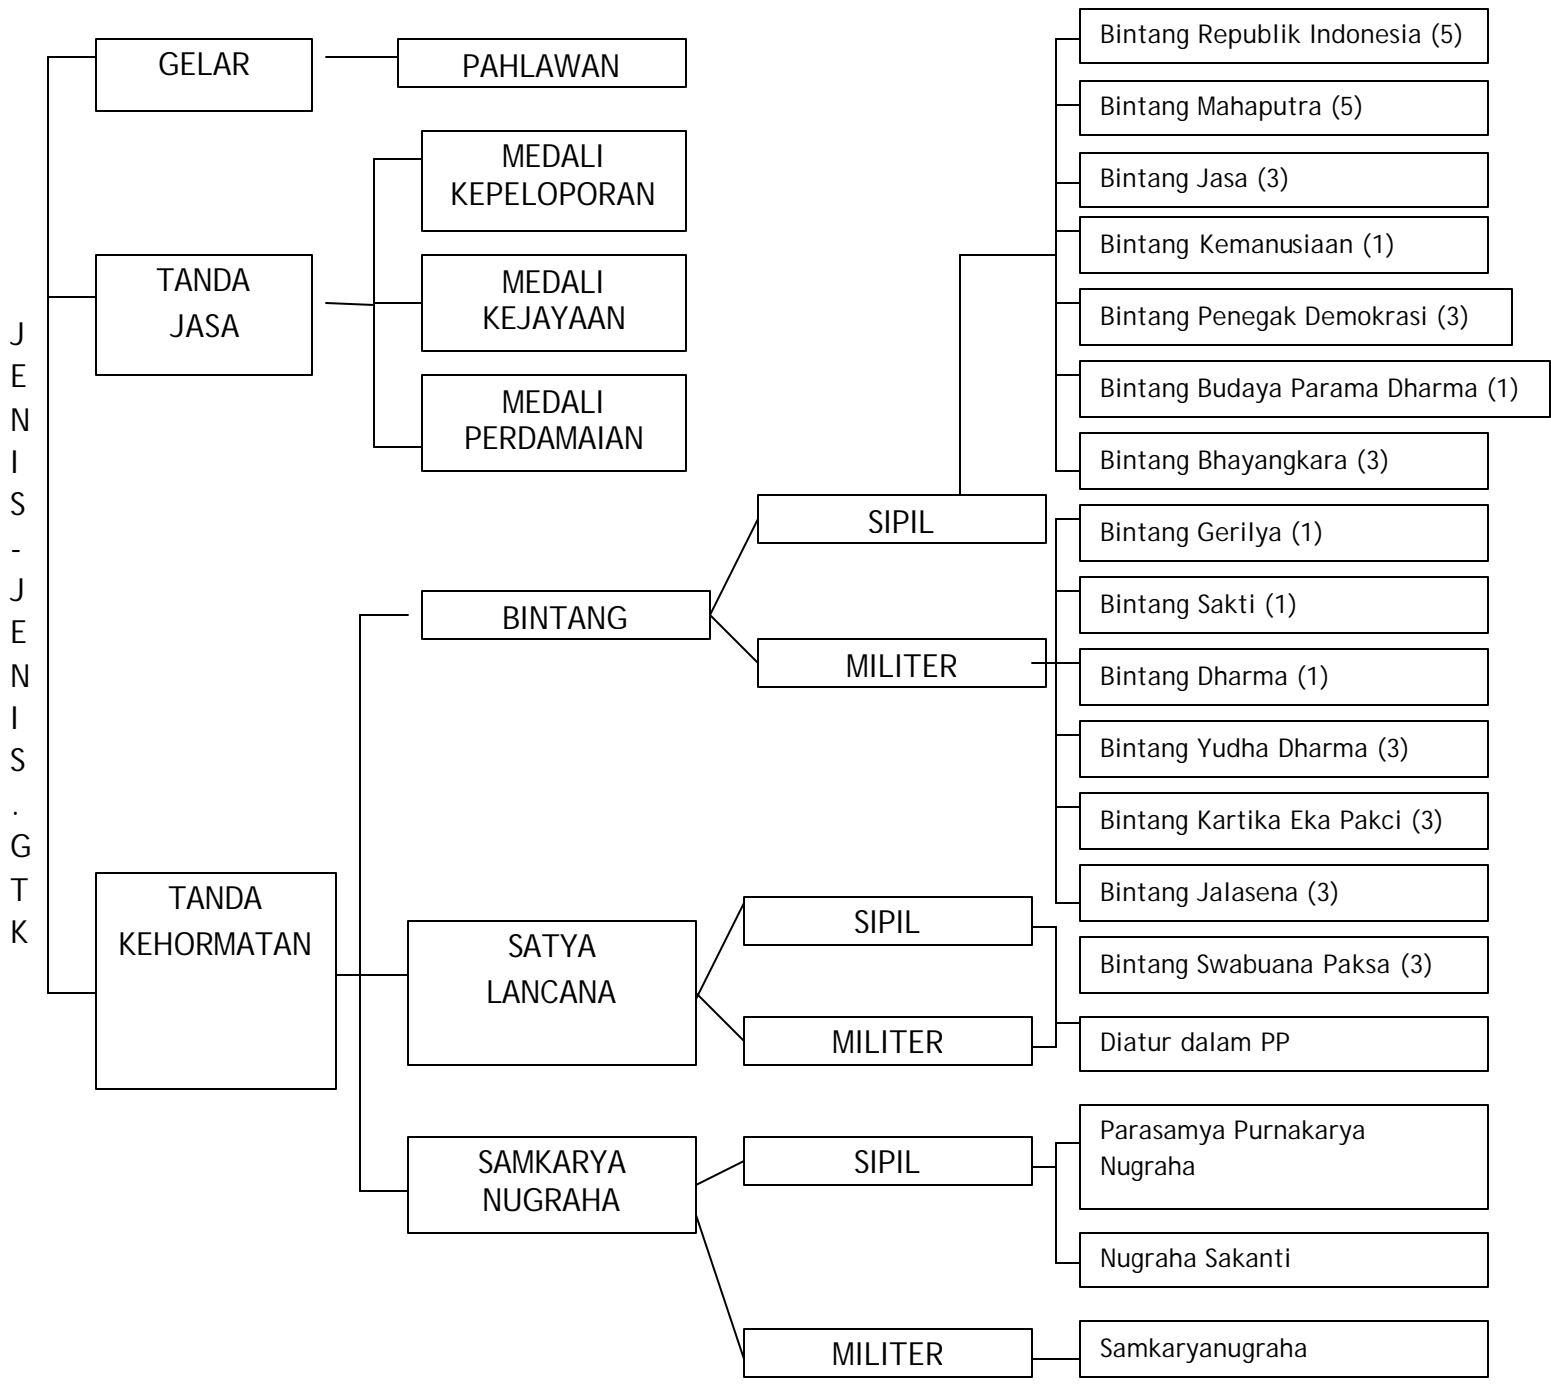 JENIS-JENIS.GTK
GELAR
PAHLAWAN
TANDA
JASA
MEDALI
KEPELOPORAN
MEDALI
KEJAYAAN
MEDALI
PERDAMAIAN
TANDA
KEHORMATAN
BINTANG
SIPIL
Bintang Republik Indonesia (5)
Bintang Mahaputra (5)
Bintang Jasa (3)
Bintang Kemanusiaan (1)
Bintang Penegak Demokrasi (3)
Bintang Budaya Parama Dharma (1)
Bintang Bhayangkara (3)
MILITER
Bintang Gerilya (1)
Bintang Sakti (1)
Bintang Dharma (1)
Bintang Yudha Dharma (3)
Bintang Kartika Eka Pakci (3)
Bintang Jalasena (3)
Bintang Swabuana Paksa (3)
SATYA
LANCANA
SIPIL
MILITER
Diatur dalam PP
SAMKARYA
NUGRAHA
SIPIL
Parasamya Purnakarya
Nugraha
Nugraha Sakanti
MILITER
Samkaryanugraha